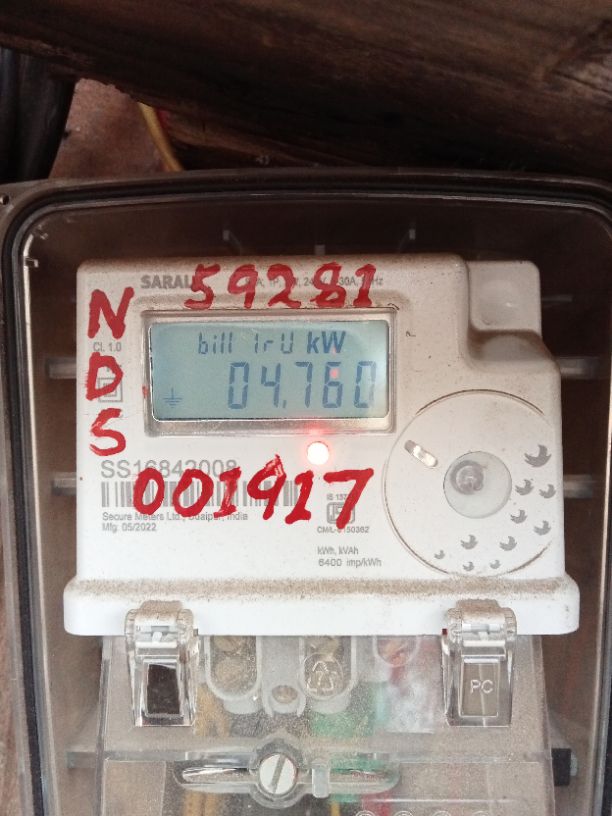 SARAL
59281
N
D
S
CL 1.0
bill 1rU kW
04.760
SS16842008
001917
Secure Meters Ltd., Udaipur, India
Mfg: 05/2022
kWh, kVAh
6400 imp/kWh
PC